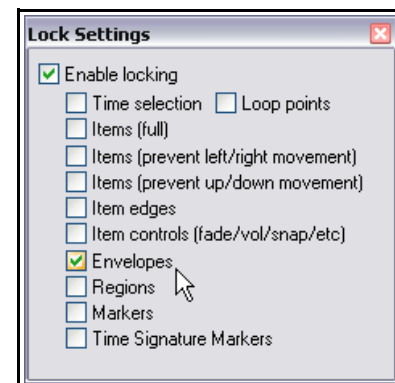 Lock Settings
Enable locking
Time selection Loop points
Items (full)
Items (prevent left/right movement)
Items (prevent up/down movement)
Item edges
Item controls (fade/vol/snap/etc)
Envelopes
Regions
Markers
Time Signature Markers